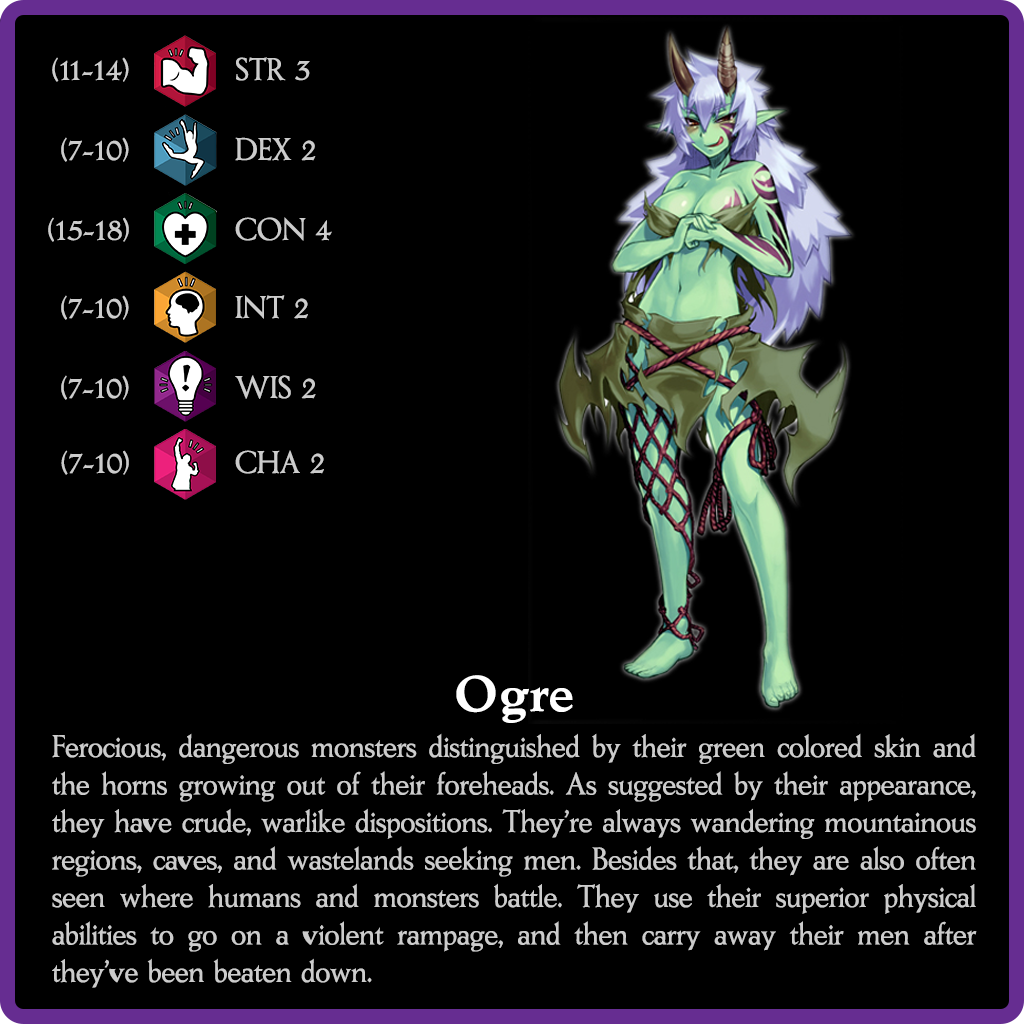 (11-14) STR 3
(7-10) DEX 2
(15-18) CON 4
(7-10) INT 2
(7-10) WIS 2
(7-10) CHA 2
Ogre
Ferocious, dangerous monsters distinguished by their green colored skin and
the horns growing out of their foreheads. As suggested by their appearance,
they have crude, warlike dispositions. They're always wandering mountainous
regions, caves, and wastelands seeking men. Besides that, they are also often
seen where humans and monsters battle. They use their superior physical
abilities to go on a violent rampage, and then carry away their men after
they've been beaten down.